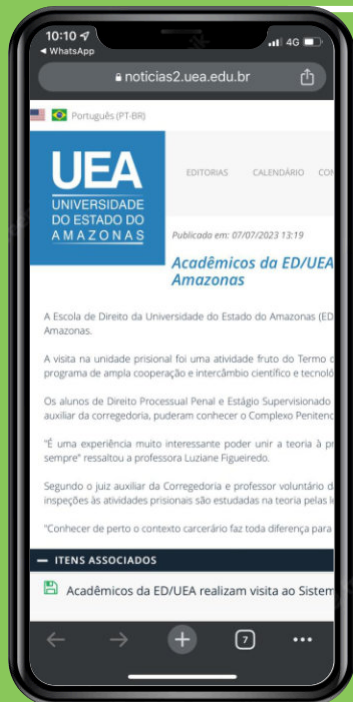 10:10
4G
WhatsApp
noticias2.uea.edu.br
Português (PT-BR)
UEA
UNIVERSIDADE
DO ESTADO DO
AMAZONAS
EDITORIAS CALENDÁRIO CON
Publicado em: 07/07/2023 13:19
Acadêmicos da ED/UEA
Amazonas
A Escola de Direito da Universidade do Estado do Amazonas (ED
Amazonas.
A visita na unidade prisional foi uma atividade fruto do Termo
programa de ampla cooperação e intercâmbio científico e tecnoló
Os alunos de Direito Processual Penal e Estágio Supervisionado
auxiliar da corregedoria, puderam conhecer o Complexo Penitenc
"É uma experiência muito interessante poder unir a teoria à pr
sempre" ressaltou a professora Luziane Figueiredo.
Segundo o juiz auxiliar da Corregedoria e professor voluntário d
inspeções às atividades prisionais são estudadas na teoria pelas l
"Conhecer de perto o contexto carcerário faz toda diferença para
ITENS ASSOCIADOS
Acadêmicos da ED/UEA realizam visita ao Sistem
7